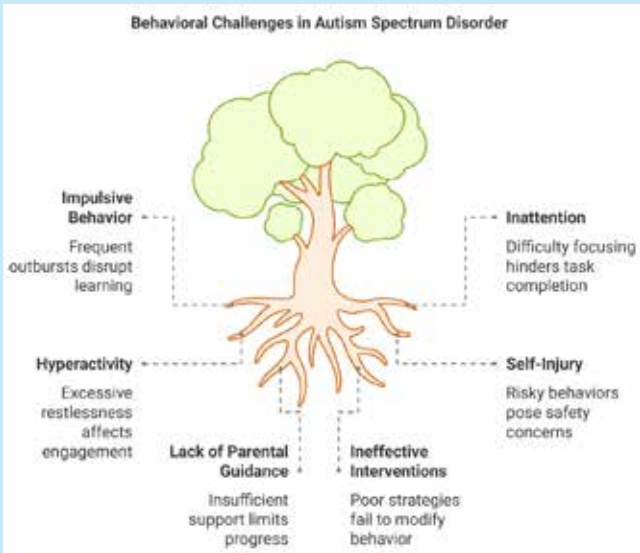 Behavioral Challenges in Autism Spectrum Disorder
Impulsive
Behavior
Frequent
outbursts disrupt
learning
Inattention
Difficulty focusing
hinders task
completion
Hyperactivity
Excessive
restlessness
affects
engagement
Self-Injury
Risky behaviors
pose safety
concerns
Lack of Parental
Guidance
Insufficient
support limits
progress
Ineffective
Interventions
Poor strategies
fail to modify
behavior